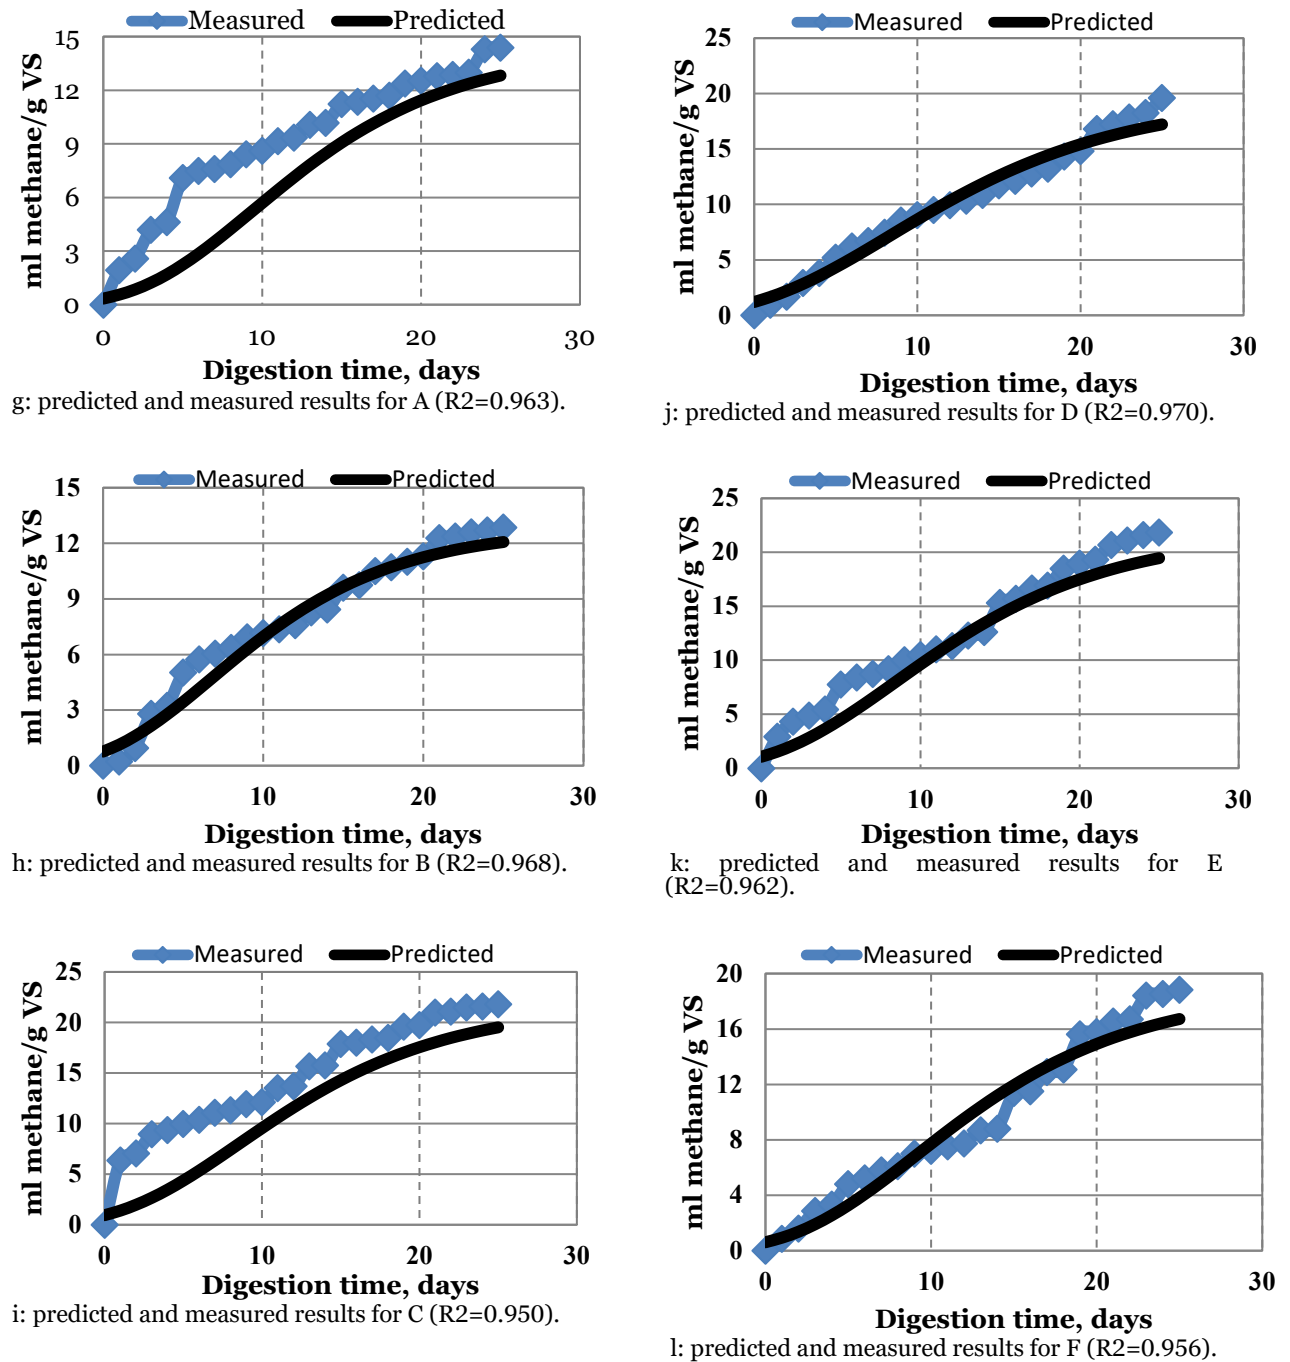 Measured Predicted
ml methane/g VS
15
12
9
6
3
0
0 10 20 30
Digestion time, days
g: predicted and measured results for A (R2=0.963).
Measured Predicted
ml methane/g VS
25
20
15
10
5
0
0 10 20 30
Digestion time, days
j: predicted and measured results for D (R2=0.970).
Measured Predicted
ml methane/g VS
15
12
9
6
3
0
0 10 20 30
Digestion time, days
h: predicted and measured results for B (R2=0.968).
Measured Predicted
ml methane/g VS
25
20
15
10
5
0
0 10 20 30
Digestion time, days
k: predicted and measured results for E
(R2=0.962).
Measured Predicted
ml methane/g VS
25
20
15
10
5
0
0 10 20 30
Digestion time, days
i: predicted and measured results for C (R2=0.950).
Measured Predicted
ml methane/g VS
20
16
12
8
4
0
0 10 20 30
Digestion time, days
l: predicted and measured results for F (R2=0.956).